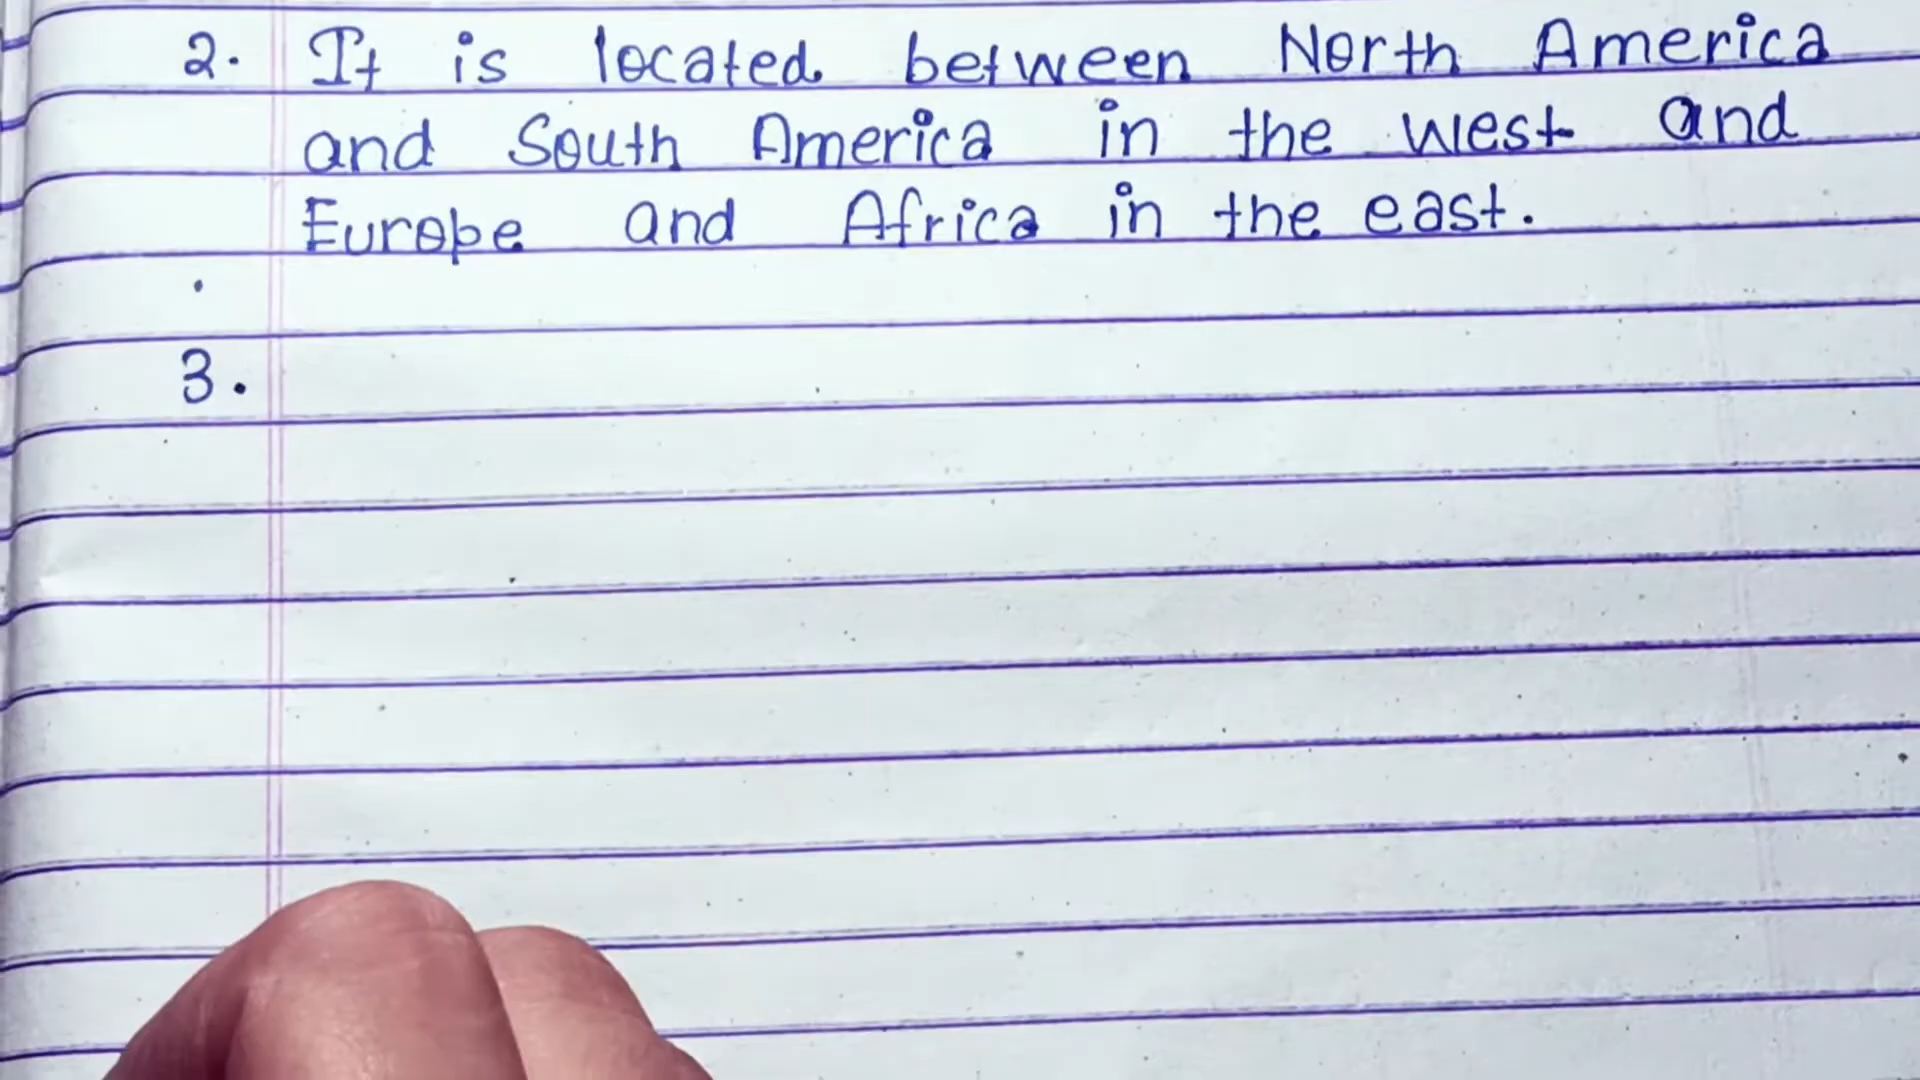 2. It is located between North America
and South America in the west and
Europe and Africa in the east.
3.